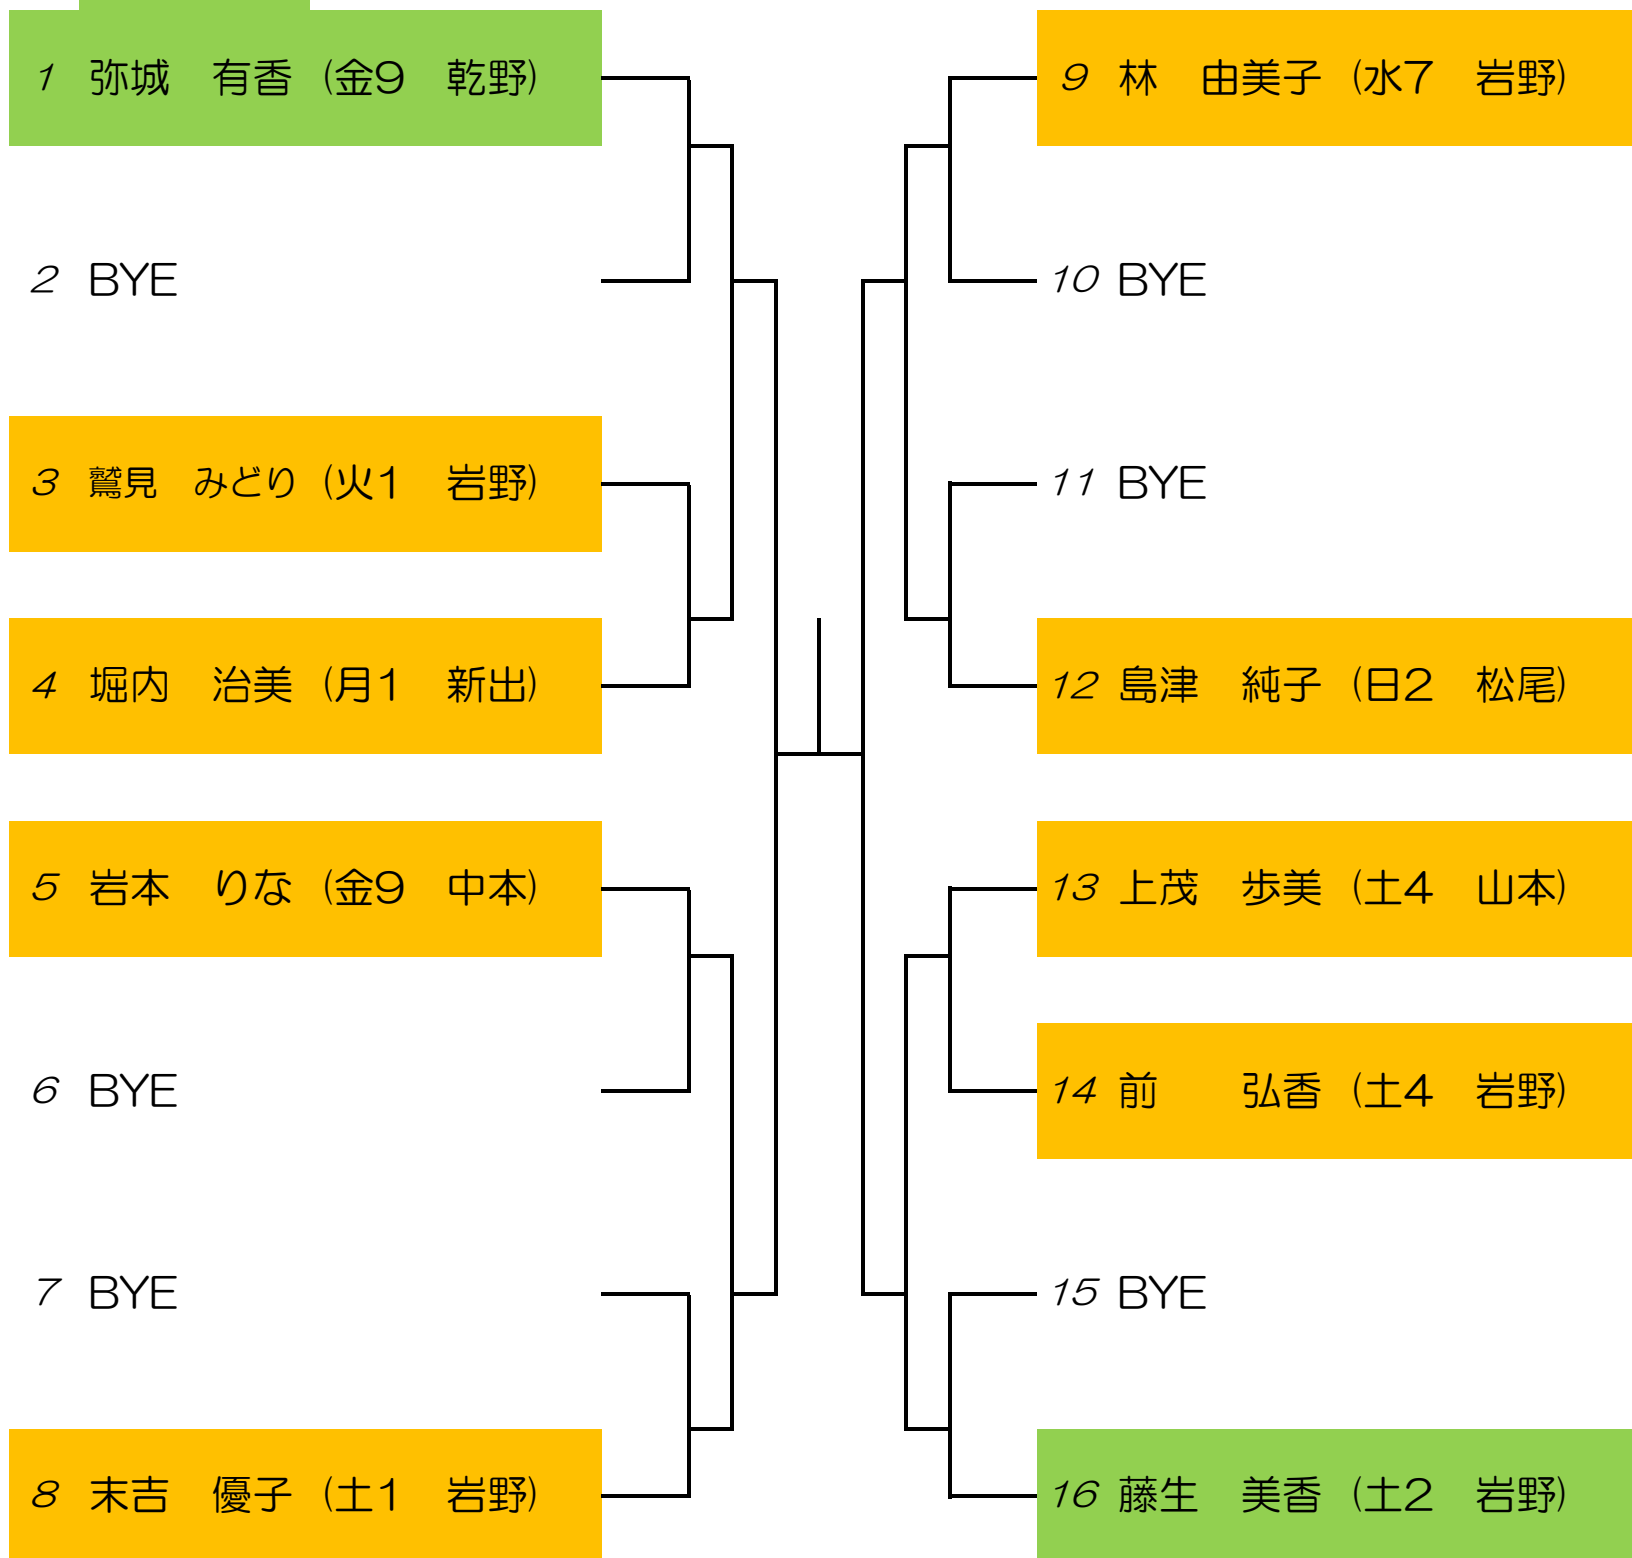 1 弥城　有香 (金9　乾野)
2 BYE
3 鷲見　みどり (火1　岩野)
4 堀内　治美 (月1　新出)
5 岩本　りな (金9　中本)
6 BYE
7 BYE
8 末吉　優子 (土1　岩野)
9 林　由美子 (水7　岩野)
10 BYE
11 BYE
12 島津　純子 (日2　松尾)
13 上茂　歩美 (土4　山本)
14 前　　弘香 (土4　岩野)
15 BYE
16 藤生　美香 (土2　岩野)